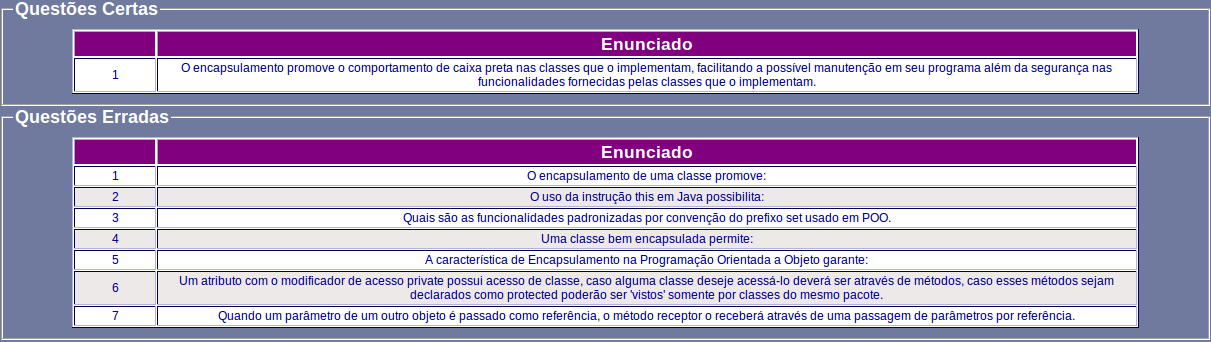 Questões Certas
Enunciado
1
O encapsulamento promove o comportamento de caixa preta nas classes que o implementam, facilitando a possível manutenção em seu programa além da segurança nas
funcionalidades fornecidas pelas classes que o implementam.
Questões Erradas
Enunciado
1 O encapsulamento de uma classe promove:
2 O uso da instrução this em Java possibilita:
3 Quais são as funcionalidades padronizadas por convenção do prefixo set usado em POO.
4 Uma classe bem encapsulada permite:
5 A característica de Encapsulamento na Programação Orientada a Objeto garante:
6
Um atributo com o modificador de acesso private possui acesso de classe, caso alguma classe deseje acessá-lo deverá ser através de métodos, caso esses métodos sejam
declarados como protected poderão ser 'vistos' somente por classes do mesmo pacote.
7 Quando um parâmetro de um outro objeto é passado como referência, o método receptor o receberá através de uma passagem de parâmetros por referência.